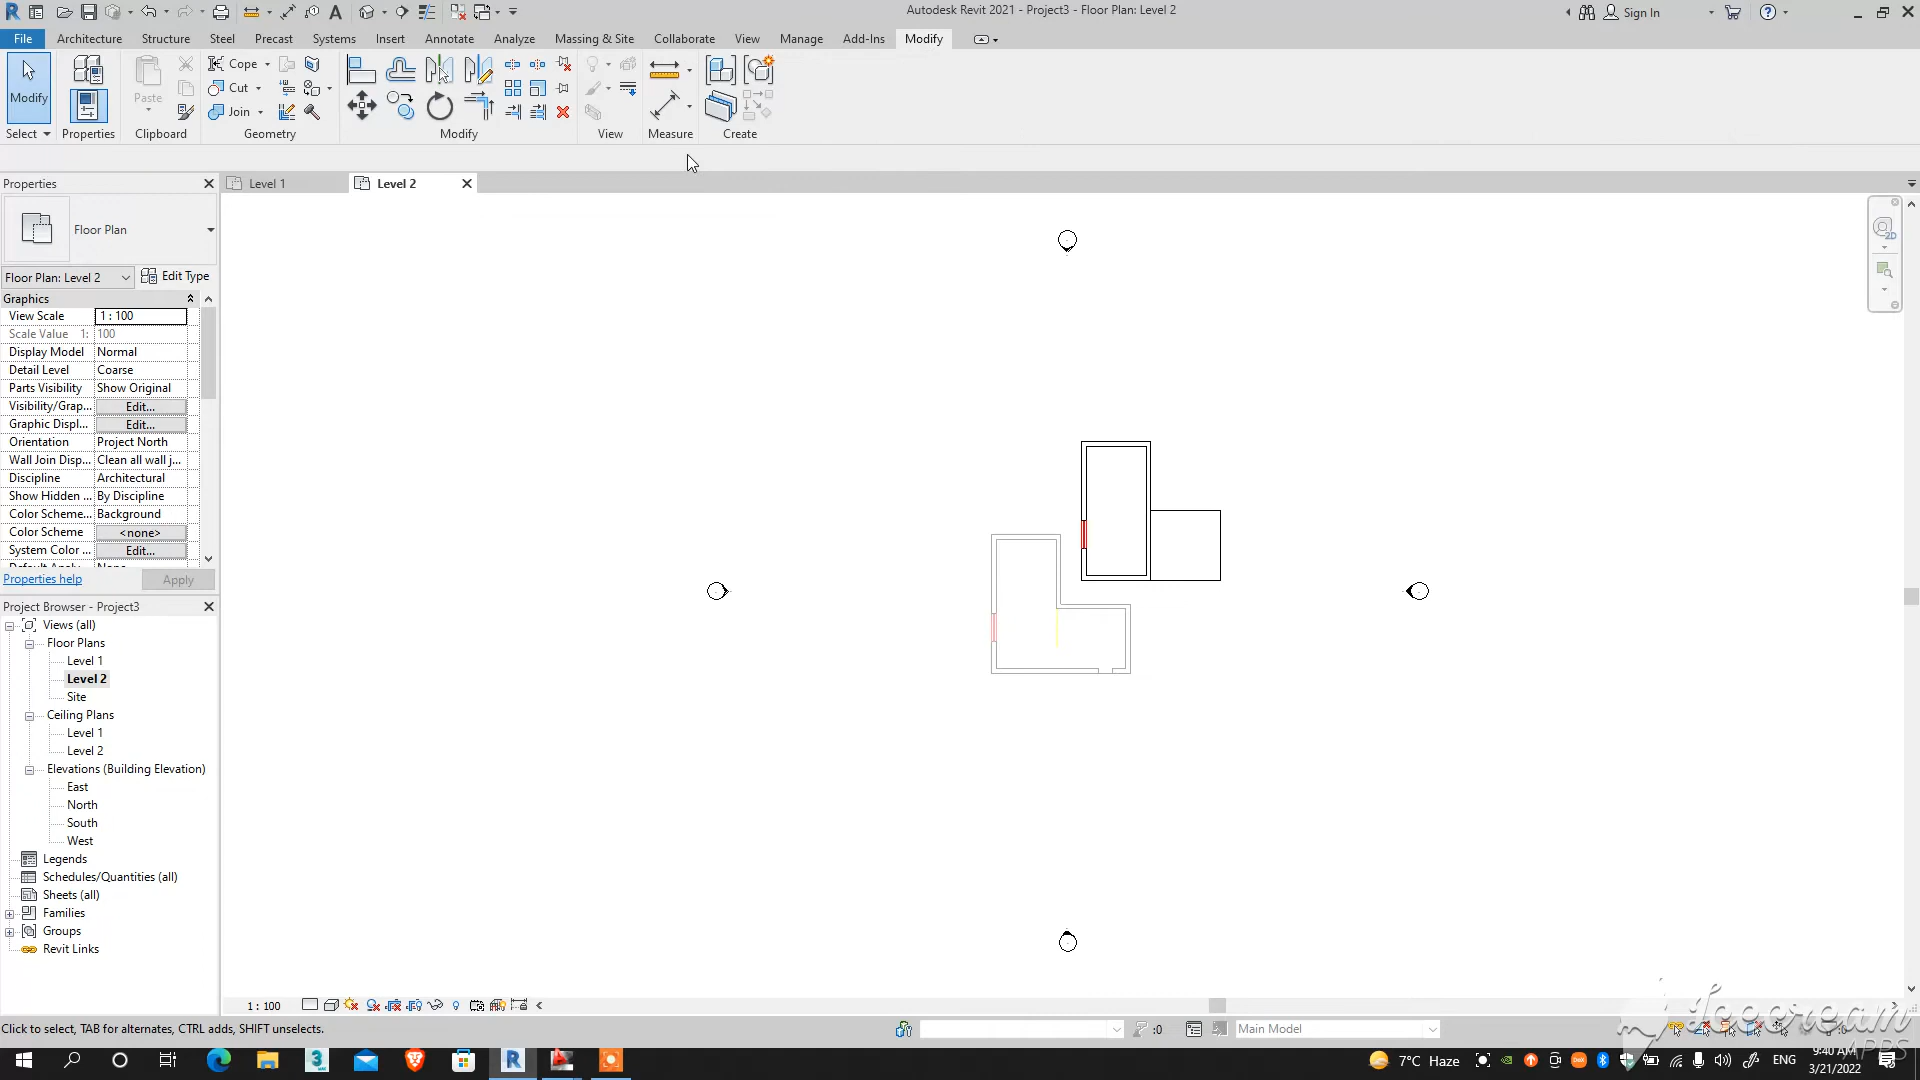 Autodesk Revit 2021 - Project3 - Floor Plan: Level 2
Sign In
File Architecture Structure Steel Precast Systems Insert Annotate Analyze Massing & Site Collaborate View Manage Add-Ins Modify
Cope
Modify Paste Cut
Join
Select Properties Clipboard Geometry Modify View Measure Create
Properties
Level 1
Level 2
Floor Plan
Floor Plan: Level 2
Edit Type
Graphics
View Scale 1 : 100
Scale Value 1: 100
Display Model Normal
Detail Level Coarse
Parts Visibility Show Original
Visibility/Grap... Edit...
Graphic Displ... Edit...
Orientation Project North
Wall Join Disp... Clean all wall j...
Discipline Architectural
Show Hidden ... By Discipline
Color Scheme... Background
Color Scheme <none>
System Color ... Edit...
Properties help
Apply
Project Browser - Project3
Views (all)
Floor Plans
Level 1
Level 2
Site
Ceiling Plans
Level 1
Level 2
Elevations (Building Elevation)
East
North
South
West
Legends
Schedules/Quantities (all)
Sheets (all)
Families
Groups
Revit Links
2D
1 : 100
Click to select, TAB for alternates, CTRL adds, SHIFT unselects.
:0
Main Model
Icecream
APPS
7°C Haze
ENG
9:40 AM
3/21/2022